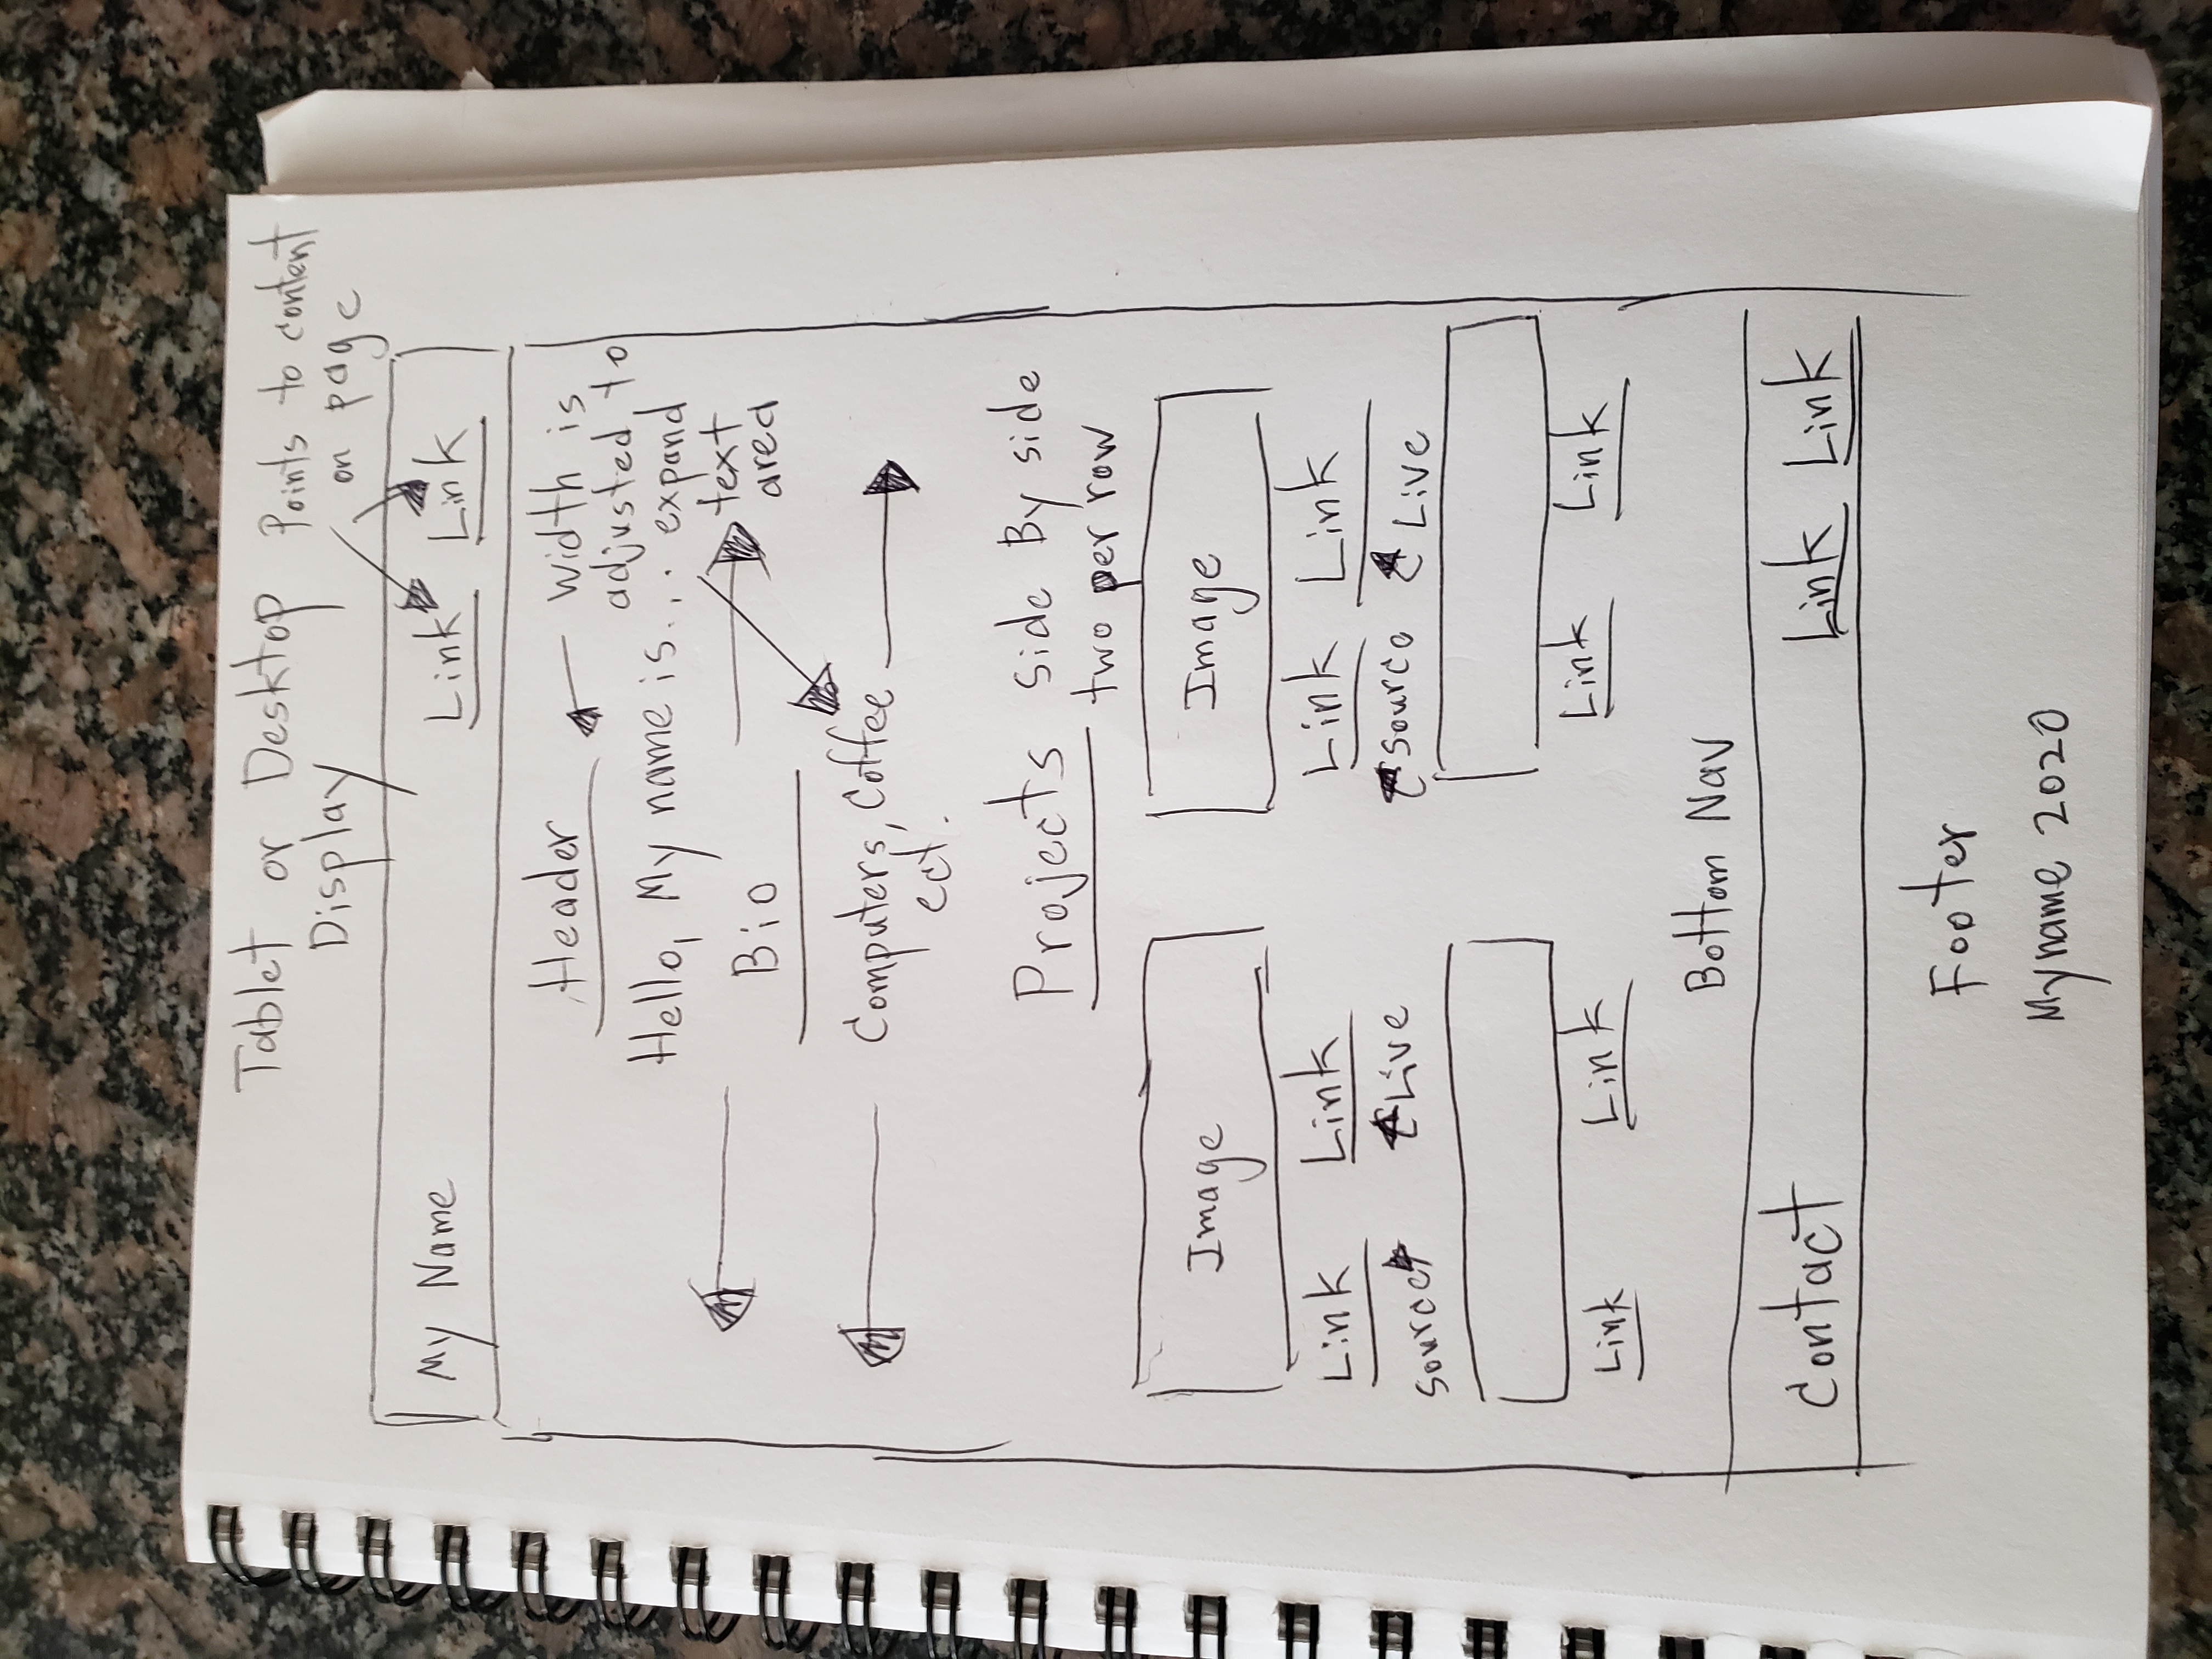 Tablet or Desktop
Display
Points to content
on page
My Name Link Link
Header
width is
adjusted to
expand
text
area
Hello, My name is...
Bio
Computers, Coffee
ect.
Projects
Side By side
two per row
Image Image
Link Link Link Link
Source Live Source Live
Link Link Link Link
Bottom Nav
Contact Link Link
Footer
My name 2020